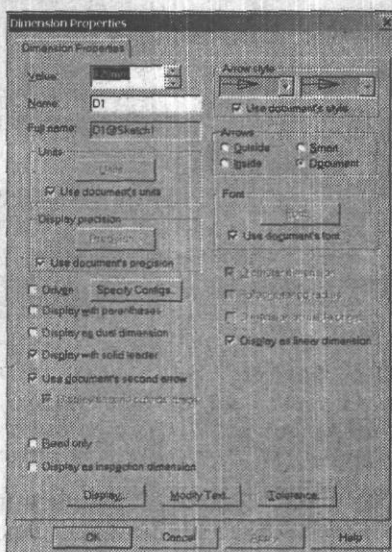 Dimension Properties
Dimension Properties
Value:
Name:
D1
Full name:
D1@Sketch1
Units
Units
Use document's units
Display precision
Precision
Use document's precision
Driven
Specify Configs...
Display with parentheses
Display as dual dimension
Display with solid leader
Use document's second arrow
Read only
Display as inspection dimension
Arrow style
Use document's style
Arrows
Outside
Smart
Inside
Document
Font
Font
Use document's font
Display as linear dimension
Display...
Modify Text...
Tolerance...
OK
Cancel
Apply
Help